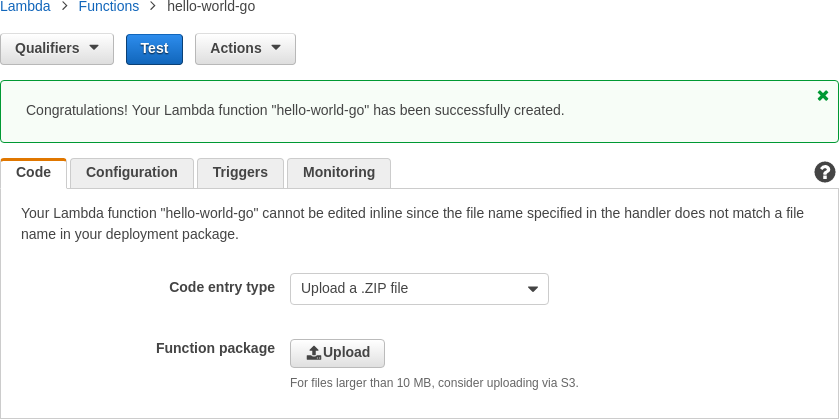 Lambda > Functions > hello-world-go
Qualifiers Test Actions
Congratulations! Your Lambda function "hello-world-go" has been successfully created.
Code Configuration Triggers Monitoring
Your Lambda function "hello-world-go" cannot be edited inline since the file name specified in the handler does not match a file
name in your deployment package.
Code entry type Upload a .ZIP file
Function package Upload
For files larger than 10 MB, consider uploading via S3.